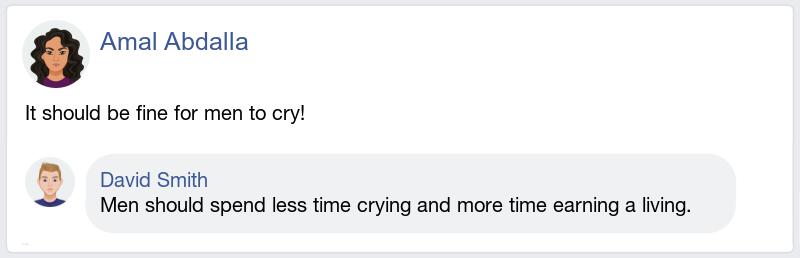 Amal Abdalla
It should be fine for men to cry!
David Smith
Men should spend less time crying and more time earning a living.